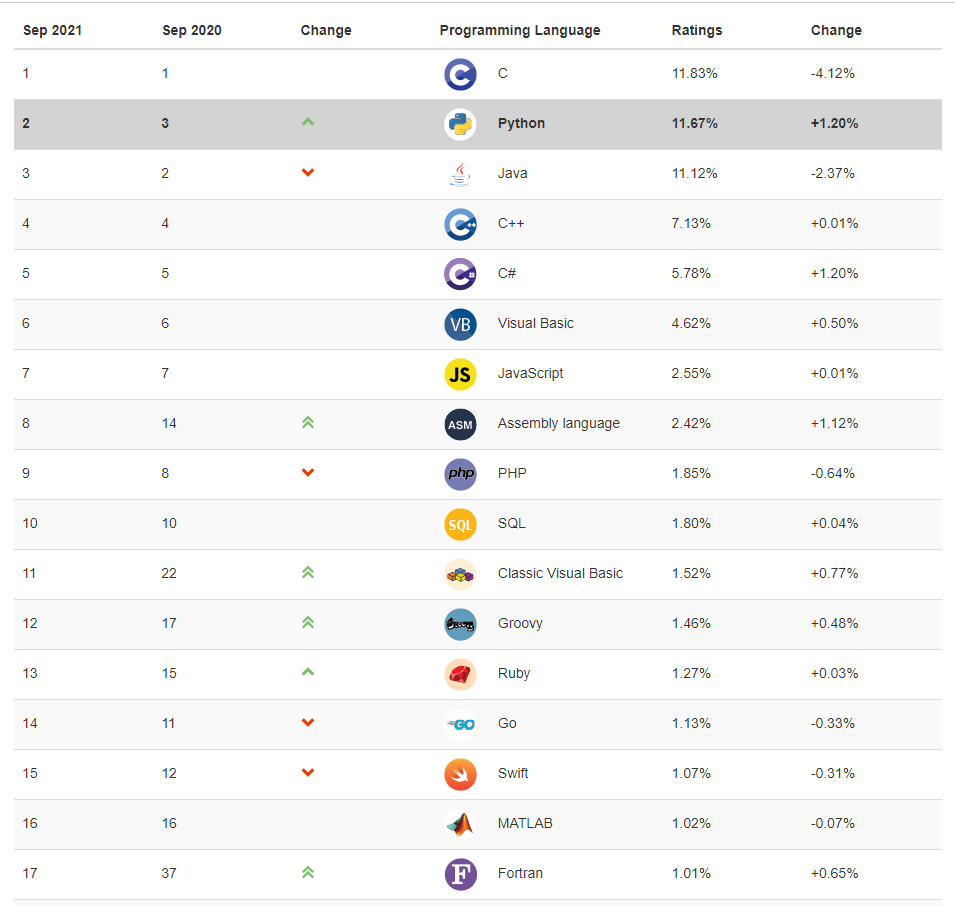 Sep 2021 Sep 2020 Change Programming Language Ratings Change
1 1 C C 11.83% -4.12%
2 3 Python 11.67% +1.20%
3 2 Java 11.12% -2.37%
4 4 C++ C++ 7.13% +0.01%
5 5 C# C# 5.78% +1.20%
6 6 VB Visual Basic 4.62% +0.50%
7 7 JS JavaScript 2.55% +0.01%
8 14 ASM Assembly language 2.42% +1.12%
9 8 php PHP 1.85% -0.64%
10 10 SQL SQL 1.80% +0.04%
11 22 Classic Visual Basic 1.52% +0.77%
12 17 Groovy 1.46% +0.48%
13 15 Ruby 1.27% +0.03%
14 11 GO Go 1.13% -0.33%
15 12 Swift 1.07% -0.31%
16 16 MATLAB 1.02% -0.07%
17 37 F Fortran 1.01% +0.65%